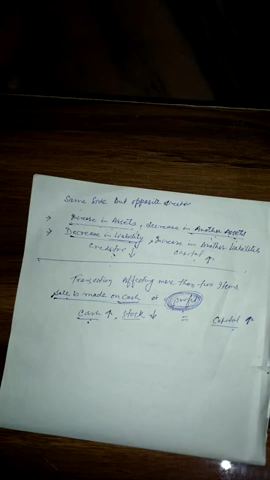 Same side but opposite direction
→ Increase in Assets, decrease in Another Assets
→ Decrease in Liability, Increase in Another Liabilities
Creditor ↓ Capital ↑
Transaction Affecting more than two Items
Sale is made on cash at profit
Cash ↑, Stock ↓ = Capital ↑